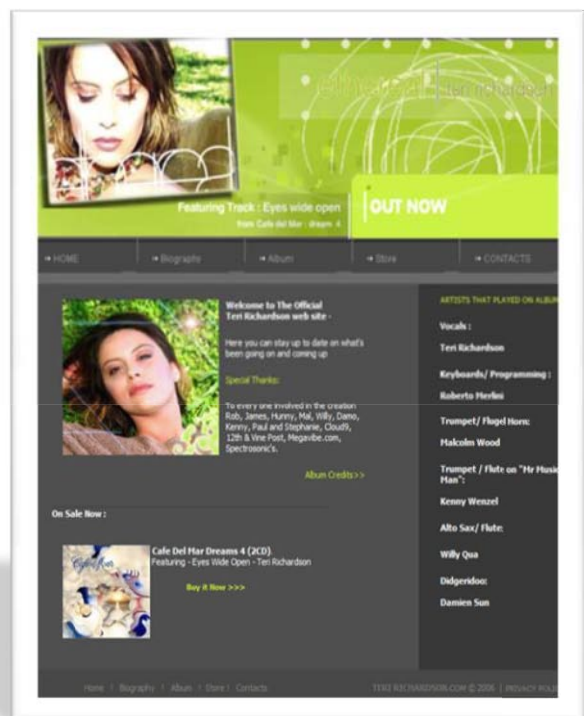 teri richardson
Featuring Track : Eyes wide open
from Cafe del Mar : dream 4
OUT NOW
HOME
Biography
Album
Store
CONTACTS
Welcome to The Official
Teri Richardson web site -
Here you can stay up to date on what's
been going on and coming up
Special Thanks:
To every one involved in the creation
Rob, James, Hunny, Mal, Willy, Damo,
Kenny, Paul and Stephanie, Cloud9,
12th & Vine Post, Megavibe.com,
Spectrosonic's.
Album Credits>>
ARTISTS THAT PLAYED ON ALBUM
Vocals :
Teri Richardson
Keyboards/ Programming :
Roberto Merlini
Trumpet/ Flugel Horn:
Malcolm Wood
Trumpet / Flute on "Mr Music
Man":
Kenny Wenzel
Alto Sax/ Flute:
Willy Qua
Didgeridoo:
Damien Sun
On Sale Now :
Cafe Del Mar Dreams 4 (2CD).
Featuring - Eyes Wide Open - Teri Richardson
Buy it Now >>>
Home | Biography | Album | Store | Contacts
TERI RICHARDSON.COM © 2006 | PRIVACY POLI